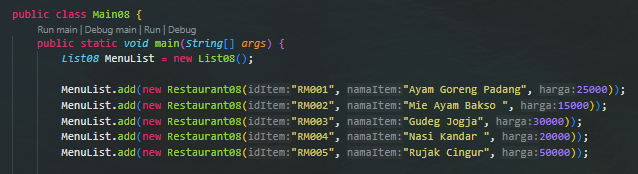 public class Main08 {
Run main | Debug main | Run | Debug
public static void main(String[] args) {
List08 MenuList = new List08();
MenuList.add(new Restaurant08(idItem:"RM001", namaItem:"Ayam Goreng Padang", harga:25000));
MenuList.add(new Restaurant08(idItem:"RM002", namaItem:"Mie Ayam Bakso ", harga:15000));
MenuList.add(new Restaurant08(idItem:"RM003", namaItem:"Gudeg Jogja", harga:30000));
MenuList.add(new Restaurant08(idItem:"RM004", namaItem:"Nasi Kandar ", harga:20000));
MenuList.add(new Restaurant08(idItem:"RM005", namaItem:"Rujak Cingur", harga:50000));